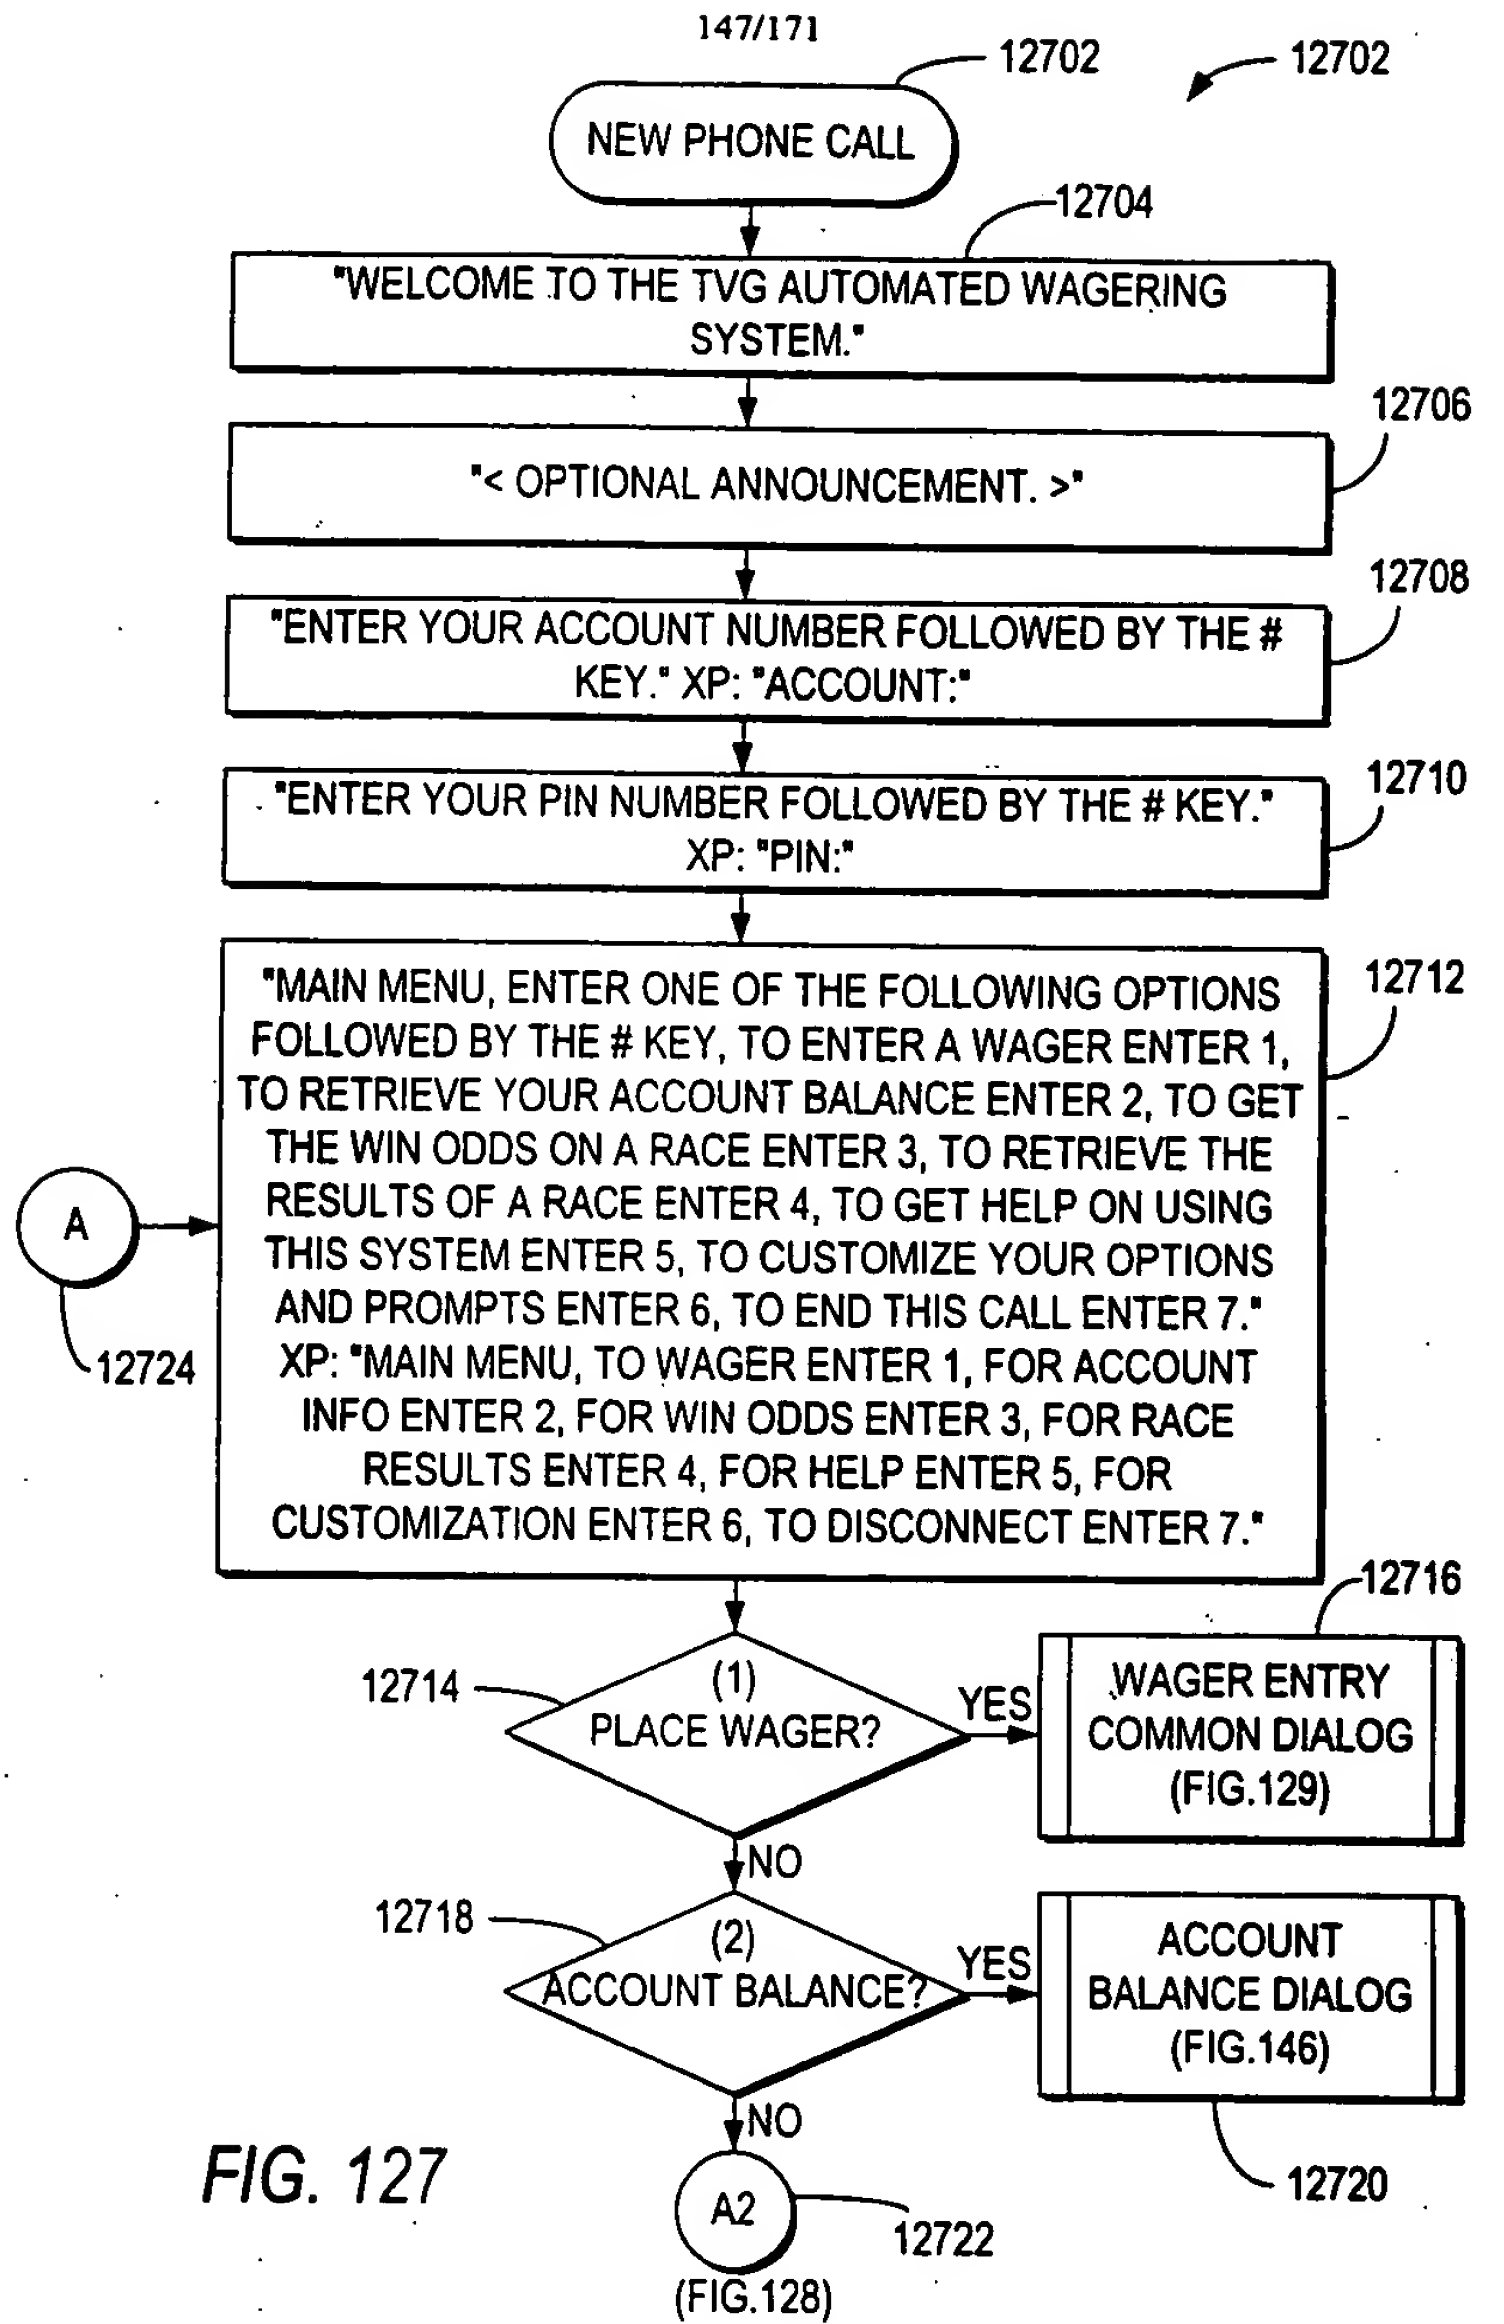 147/171
12702
12702
NEW PHONE CALL
12704
"WELCOME TO THE TVG AUTOMATED WAGERING
SYSTEM."
12706
"< OPTIONAL ANNOUNCEMENT. >"
12708
"ENTER YOUR ACCOUNT NUMBER FOLLOWED BY THE #
KEY." XP: "ACCOUNT:"
12710
"ENTER YOUR PIN NUMBER FOLLOWED BY THE # KEY."
XP: "PIN:"
12712
"MAIN MENU, ENTER ONE OF THE FOLLOWING OPTIONS
FOLLOWED BY THE # KEY, TO ENTER A WAGER ENTER 1,
TO RETRIEVE YOUR ACCOUNT BALANCE ENTER 2, TO GET
THE WIN ODDS ON A RACE ENTER 3, TO RETRIEVE THE
RESULTS OF A RACE ENTER 4, TO GET HELP ON USING
THIS SYSTEM ENTER 5, TO CUSTOMIZE YOUR OPTIONS
AND PROMPTS ENTER 6, TO END THIS CALL ENTER 7."
XP: "MAIN MENU, TO WAGER ENTER 1, FOR ACCOUNT
INFO ENTER 2, FOR WIN ODDS ENTER 3, FOR RACE
RESULTS ENTER 4, FOR HELP ENTER 5, FOR
CUSTOMIZATION ENTER 6, TO DISCONNECT ENTER 7."
A
12724
12716
12714
(1)
PLACE WAGER?
YES
WAGER ENTRY
COMMON DIALOG
(FIG.129)
NO
12718
(2)
ACCOUNT BALANCE?
YES
ACCOUNT
BALANCE DIALOG
(FIG.146)
NO
12720
FIG. 127
A2
12722
(FIG.128)